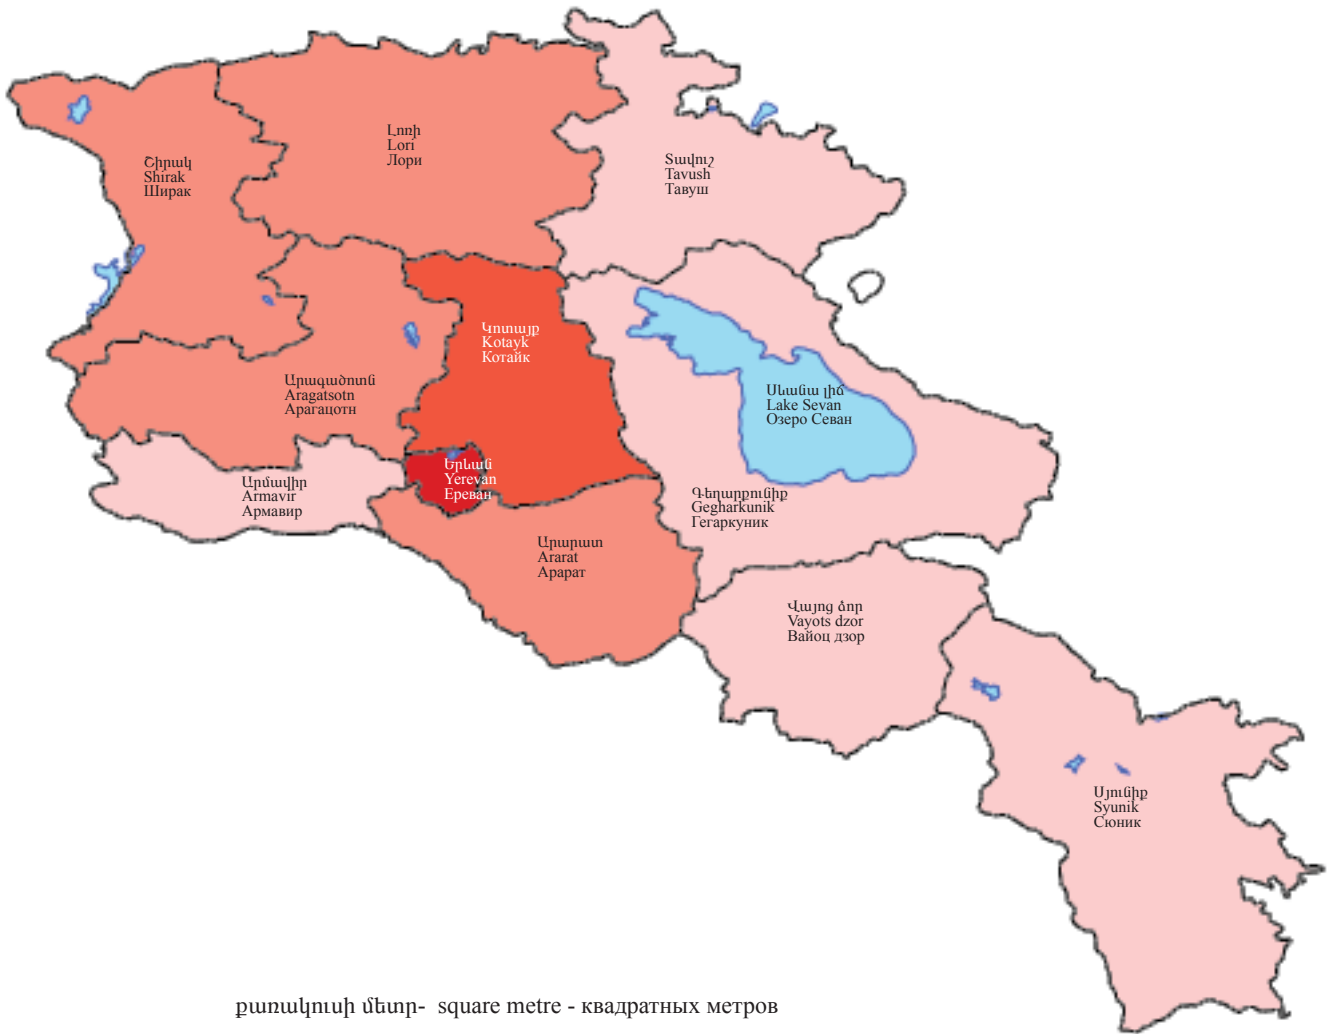 Լոռի
Lori
Лори
Շիրակ
Shirak
Ширак
Տավուշ
Tavush
Тавуш
Կոտայք
Kotayk
Котайк
Արագածոտն
Aragatsotn
Арагацотн
Սևանա լիճ
Lake Sevan
Озеро Севан
Երևան
Yerevan
Ереван
Արմավիր
Armavir
Армавир
Գեղարքունիք
Gegharkunik
Гегаркуник
Արարատ
Ararat
Арарат
Վայոց ձոր
Vayots dzor
Вайоц дзор
Սյունիք
Syunik
Сюник
քառակուսի մետր- square metre - квадратных метров